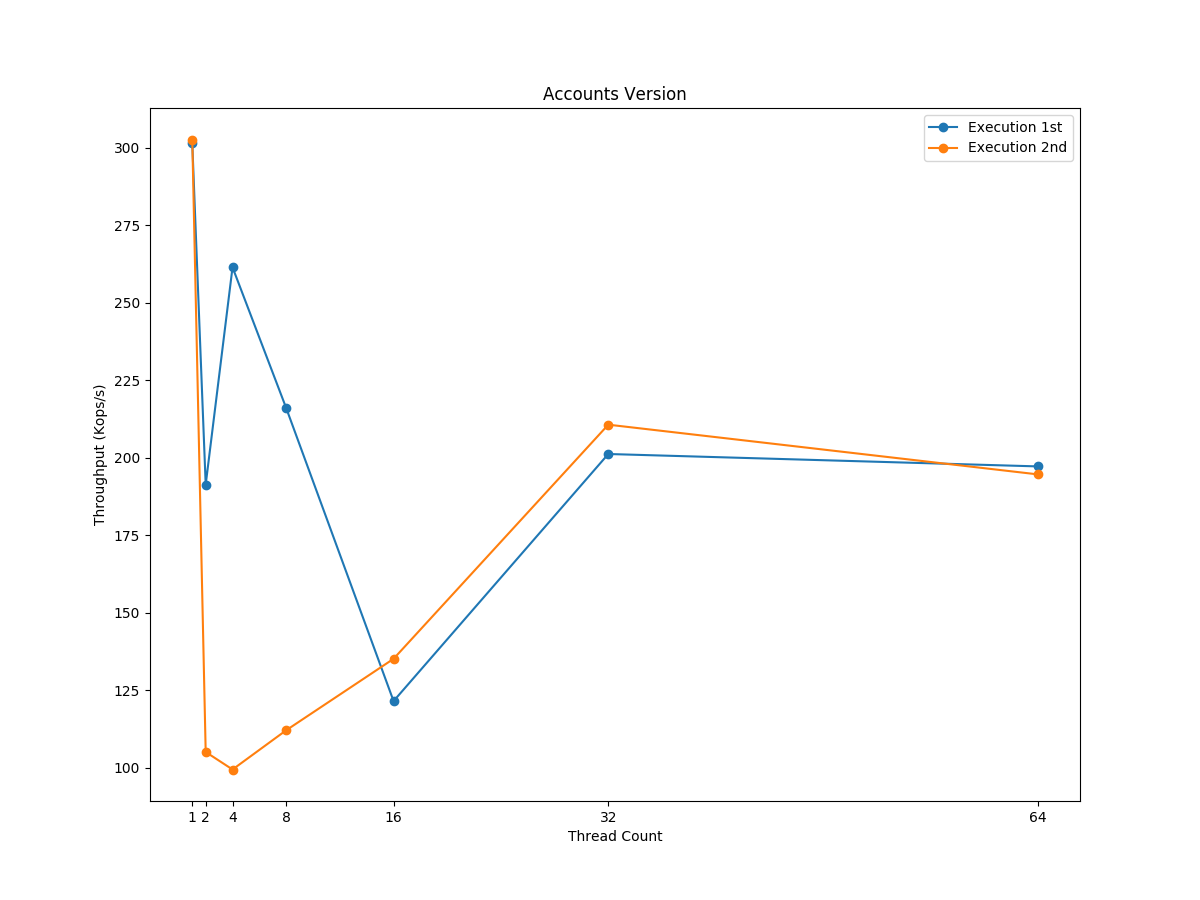 Accounts Version
Execution 1st
Execution 2nd
Throughput (Kops/s)
300
275
250
225
200
175
150
125
100
1 2 4 8 16 32 64
Thread Count